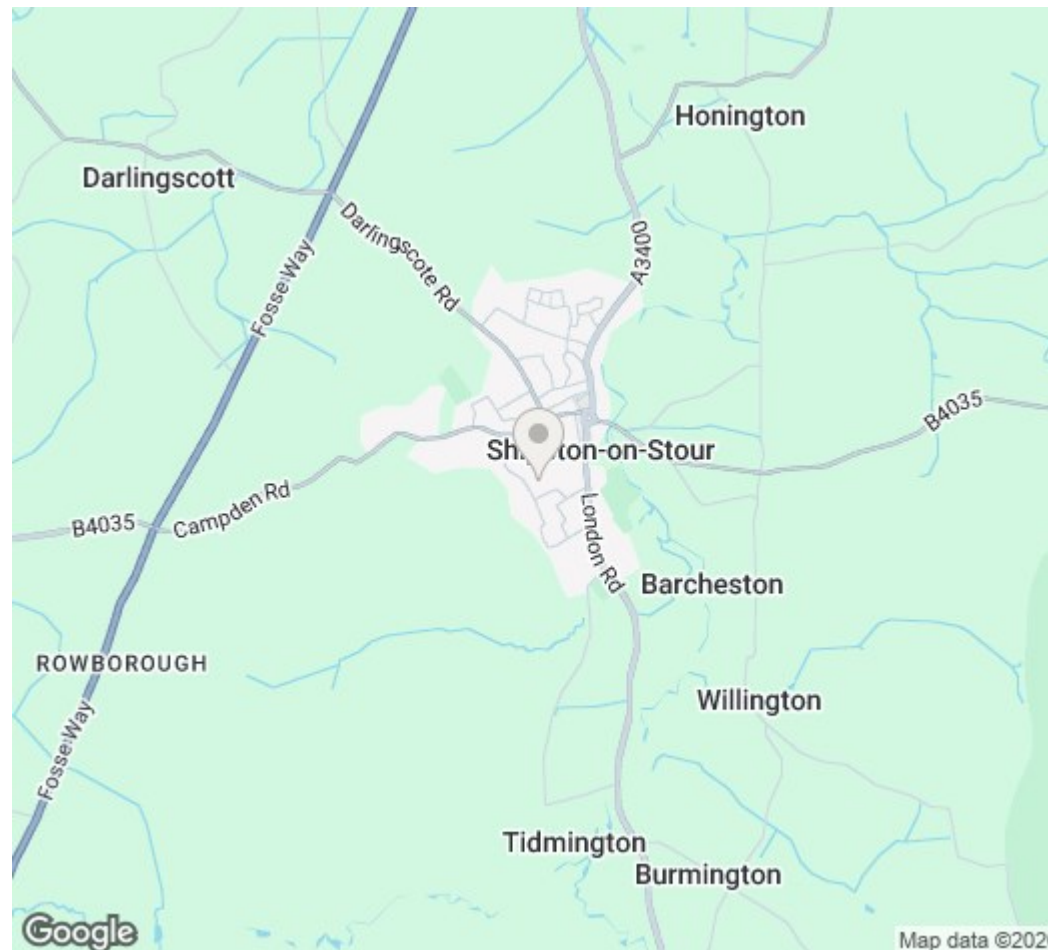 Honington
Darlingscott
Darlingscote Rd
A3400
Fosse Way
B4035
Shipston-on-Stour
Campden Rd
B4035
London Rd
Barcheston
ROWBOROUGH
Willington
Fosse Way
Tidmington
Burmington
Google
Map data ©202